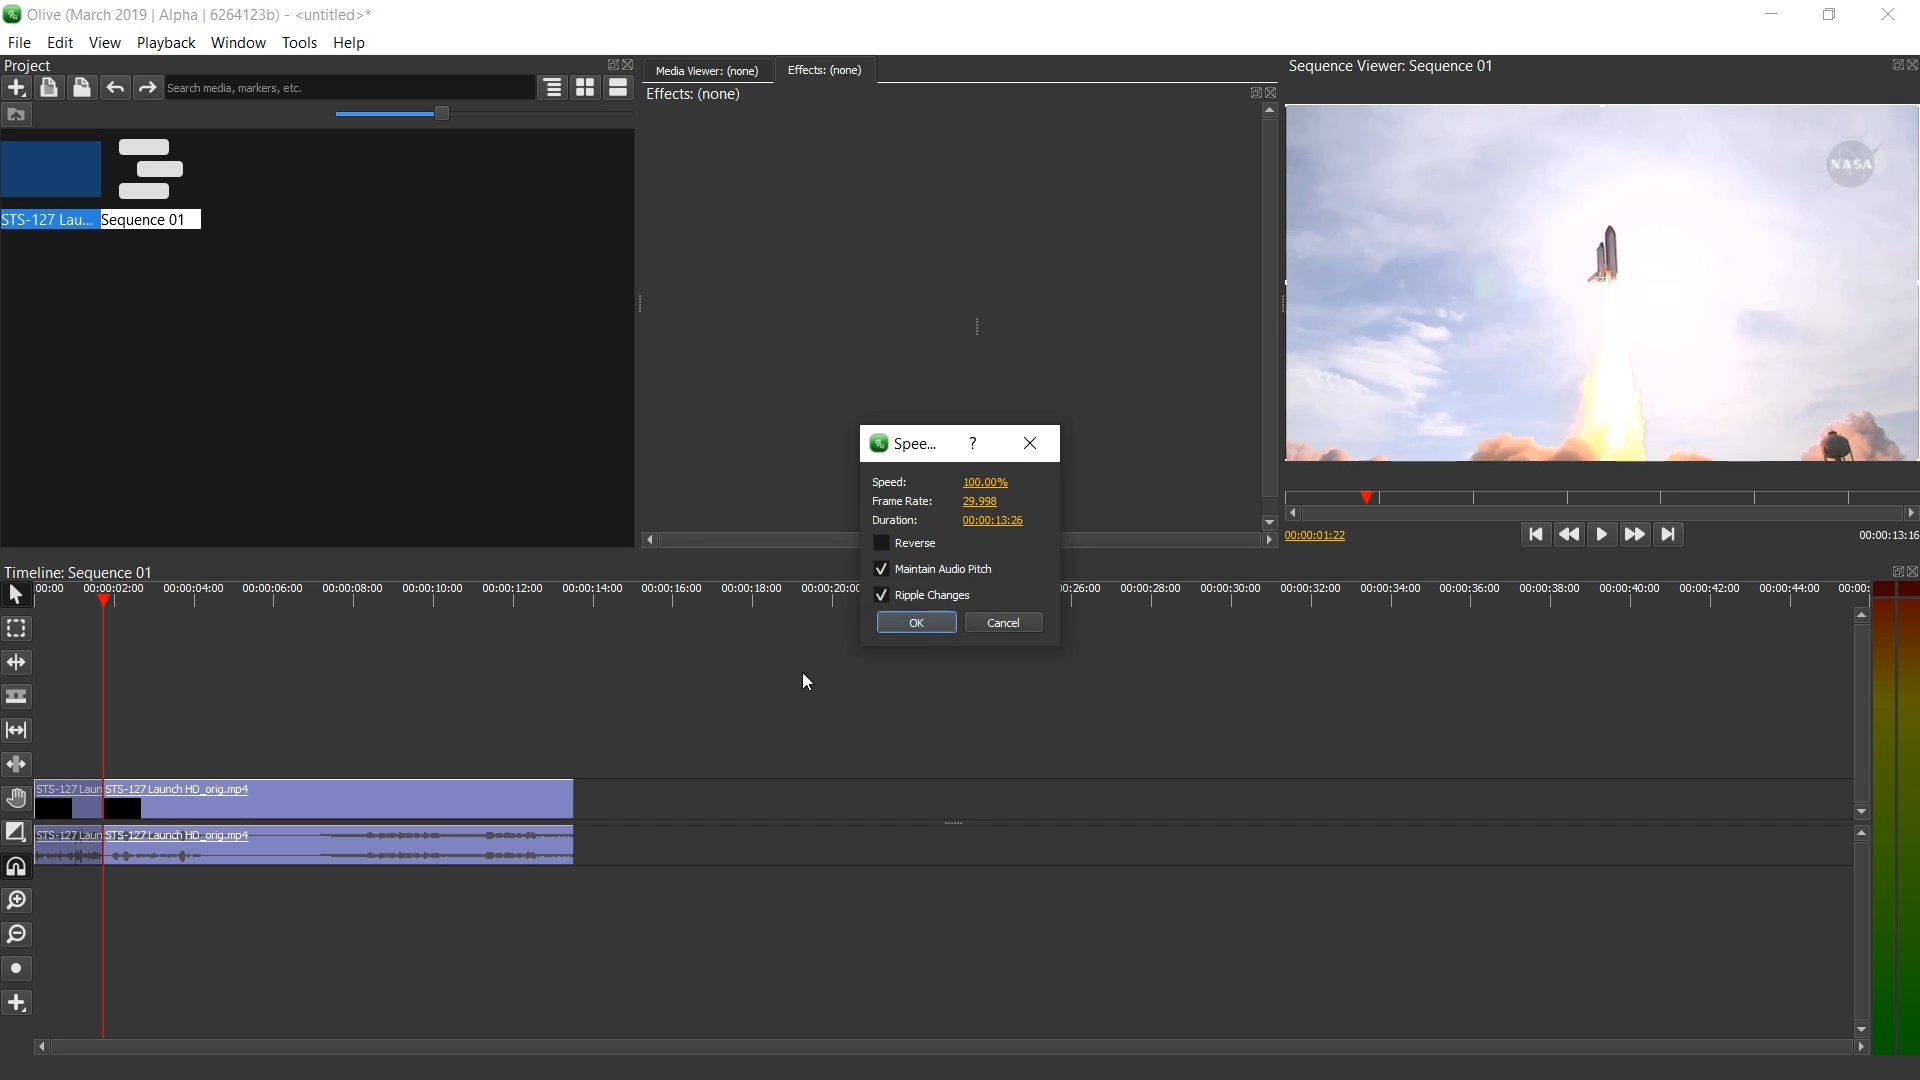 Olive (March 2019 | Alpha | 6264123b) - <untitled>*
File Edit View Playback Window Tools Help
Project
Search media, markers, etc.
STS-127 Lau... Sequence 01
Media Viewer: (none) Effects: (none)
Effects: (none)
Sequence Viewer: Sequence 01
NASA
00:00:01:22
00:00:13:16
Spee... ?
Speed: 100.00%
Frame Rate: 29.998
Duration: 00:00:13:26
Reverse
Maintain Audio Pitch
Ripple Changes
OK Cancel
Timeline: Sequence 01
:00:00 00:00:02:00 00:00:04:00 00:00:06:00 00:00:08:00 00:00:10:00 00:00:12:00 00:00:14:00 00:00:16:00 00:00:18:00 00:00:20:00 0:26:00 00:00:28:00 00:00:30:00 00:00:32:00 00:00:34:00 00:00:36:00 00:00:38:00 00:00:40:00 00:00:42:00 00:00:44:00 00:00:
STS-127 Laun STS-127 Launch HD_orig.mp4
STS-127 Laun STS-127 Launch HD_orig.mp4